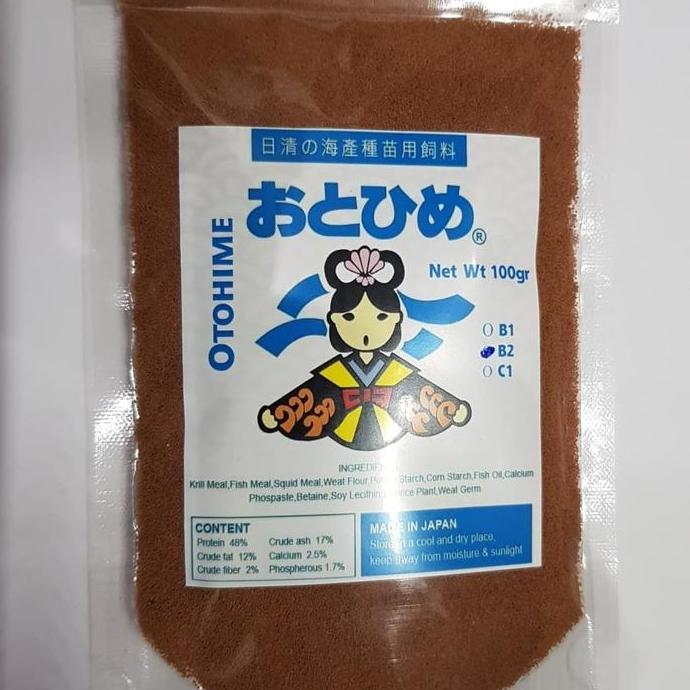 日清の海產種苗用飼料
おとひめ®
OTOHIME
Net Wt 100gr
B1
B2
C1
Krill Meal,Fish Meal,Squid Meal,Weat Flour, Starch,Corn Starch,Fish Oil,Calcium
Phospaste,Betaine,Soy Plant,Weat Germ
CONTENT
Protein 48% Crude ash 17%
Crude fat 12% Calcium 2.5%
Crude fiber 2% Phospherous 1.7%
MADE IN JAPAN
Store in a cool and dry place,
keep away from moisture & sunlight